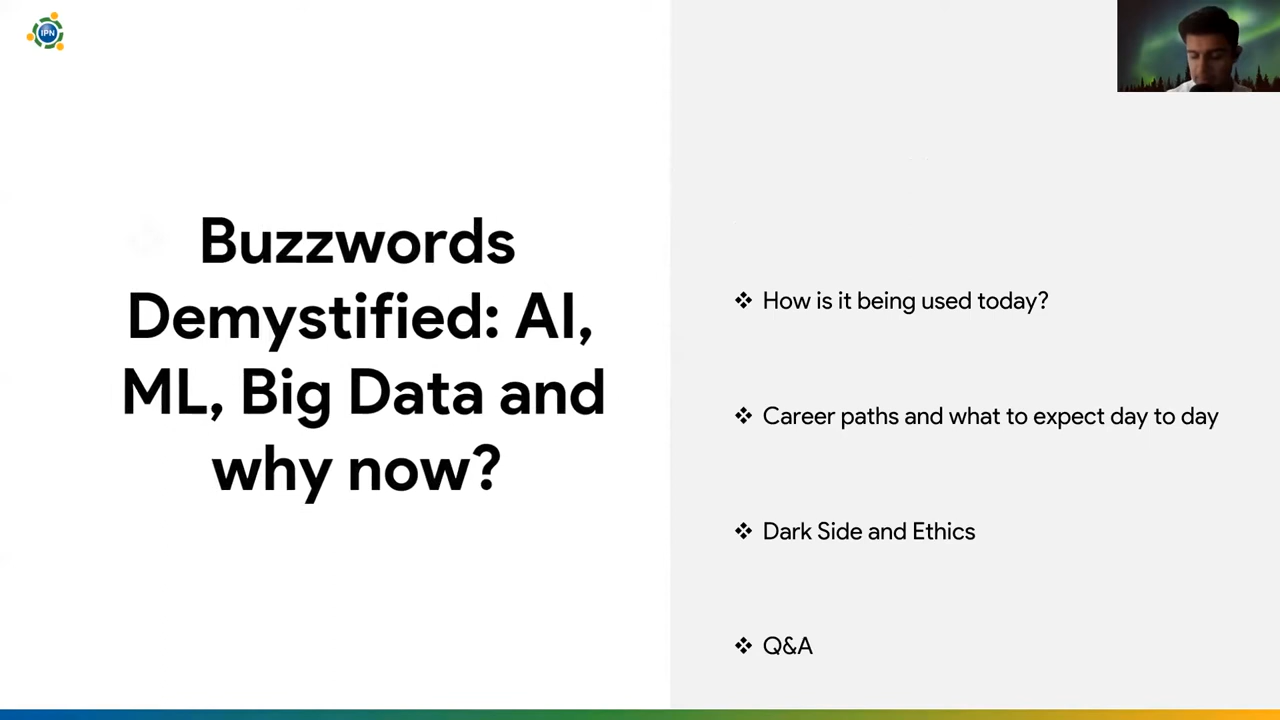 IPN
Buzzwords
Demystified: AI,
ML, Big Data and
why now?
❖ How is it being used today?
❖ Career paths and what to expect day to day
❖ Dark Side and Ethics
❖ Q&A